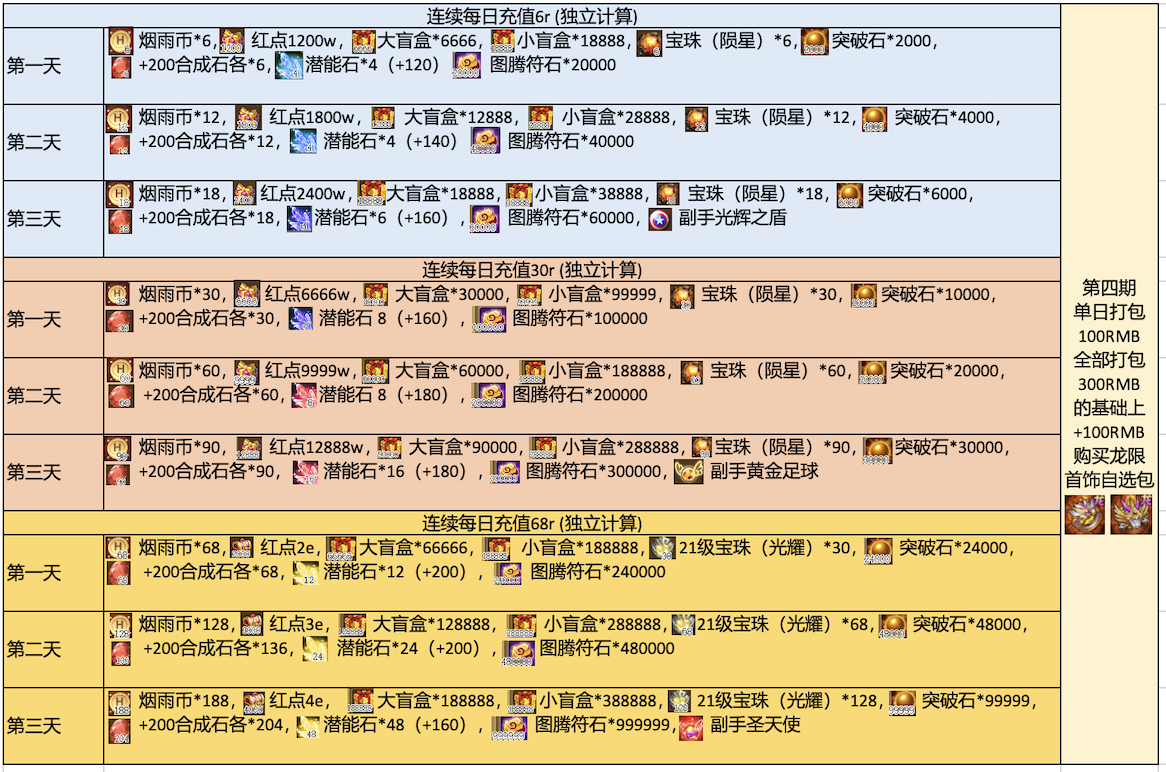 连续每日充值6r (独立计算)
第一天
烟雨币*6, 红点1200w, 大盲盒*6666, 小盲盒*18888, 宝珠（陨星）*6, 突破石*2000,
+200合成石各*6, 潜能石*4（+120） 图腾符石*20000
第二天
烟雨币*12, 红点1800w, 大盲盒*12888, 小盲盒*28888, 宝珠（陨星）*12, 突破石*4000,
+200合成石各*12, 潜能石*4（+140） 图腾符石*40000
第三天
烟雨币*18, 红点2400w, 大盲盒*18888, 小盲盒*38888, 宝珠（陨星）*18, 突破石*6000,
+200合成石各*18, 潜能石*6（+160）, 图腾符石*60000, 副手光辉之盾
连续每日充值30r (独立计算)
第一天
烟雨币*30, 红点6666w, 大盲盒*30000, 小盲盒*99999, 宝珠（陨星）*30, 突破石*10000,
+200合成石各*30, 潜能石 8（+160）, 图腾符石*100000
第二天
烟雨币*60, 红点9999w, 大盲盒*60000, 小盲盒*188888, 宝珠（陨星）*60, 突破石*20000,
+200合成石各*60, 潜能石 8（+180）, 图腾符石*200000
第三天
烟雨币*90, 红点12888w, 大盲盒*90000, 小盲盒*288888, 宝珠（陨星）*90, 突破石*30000,
+200合成石各*90, 潜能石*16（+180）, 图腾符石*300000, 副手黄金足球
连续每日充值68r (独立计算)
第一天
烟雨币*68, 红点2e, 大盲盒*66666, 小盲盒*188888, 21级宝珠（光耀）*30, 突破石*24000,
+200合成石各*68, 潜能石*12（+200）, 图腾符石*240000
第二天
烟雨币*128, 红点3e, 大盲盒*128888, 小盲盒*288888, 21级宝珠（光耀）*68, 突破石*48000,
+200合成石各*136, 潜能石*24（+200）, 图腾符石*480000
第三天
烟雨币*188, 红点4e, 大盲盒*188888, 小盲盒*388888, 21级宝珠（光耀）*128, 突破石*99999,
+200合成石各*204, 潜能石*48（+160）, 图腾符石*999999, 副手圣天使
第四期
单日打包
100RMB
全部打包
300RMB
的基础上
+100RMB
购买龙限
首饰自选包